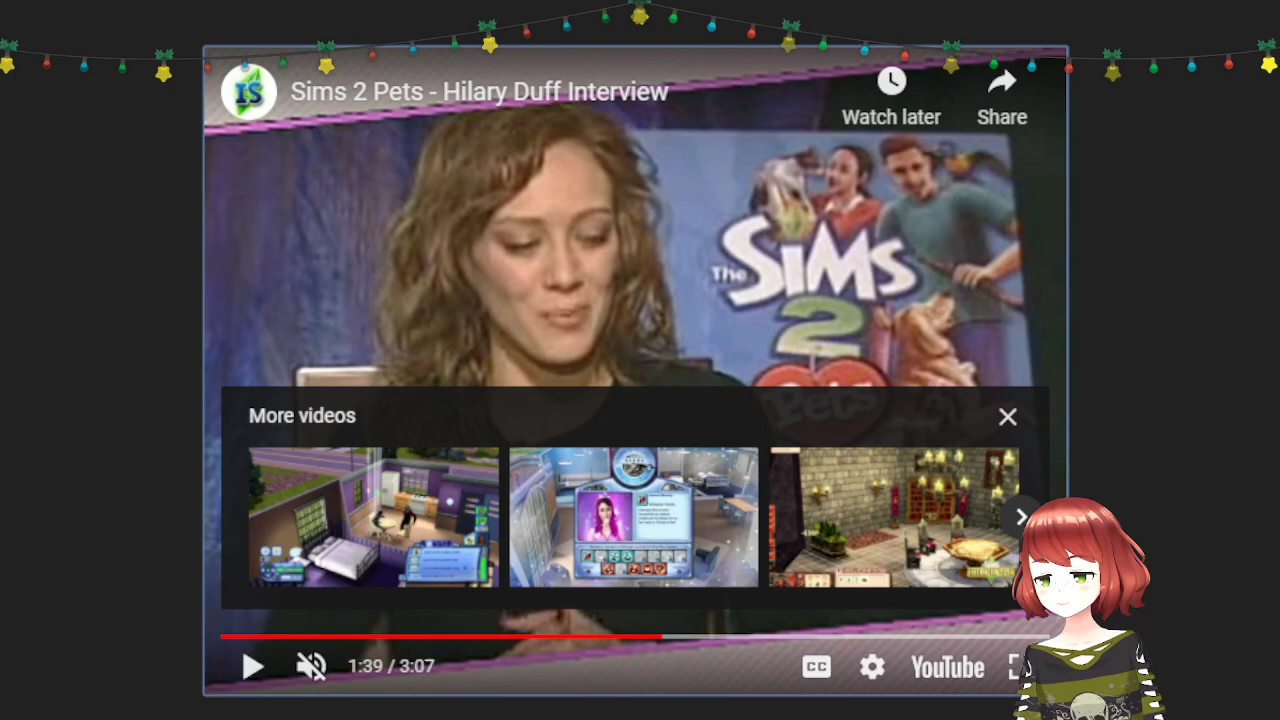 IS
Sims 2 Pets - Hilary Duff Interview
Watch later
Share
The Sims
2
Pets
More videos
1:39 / 3:07
CC
YouTube